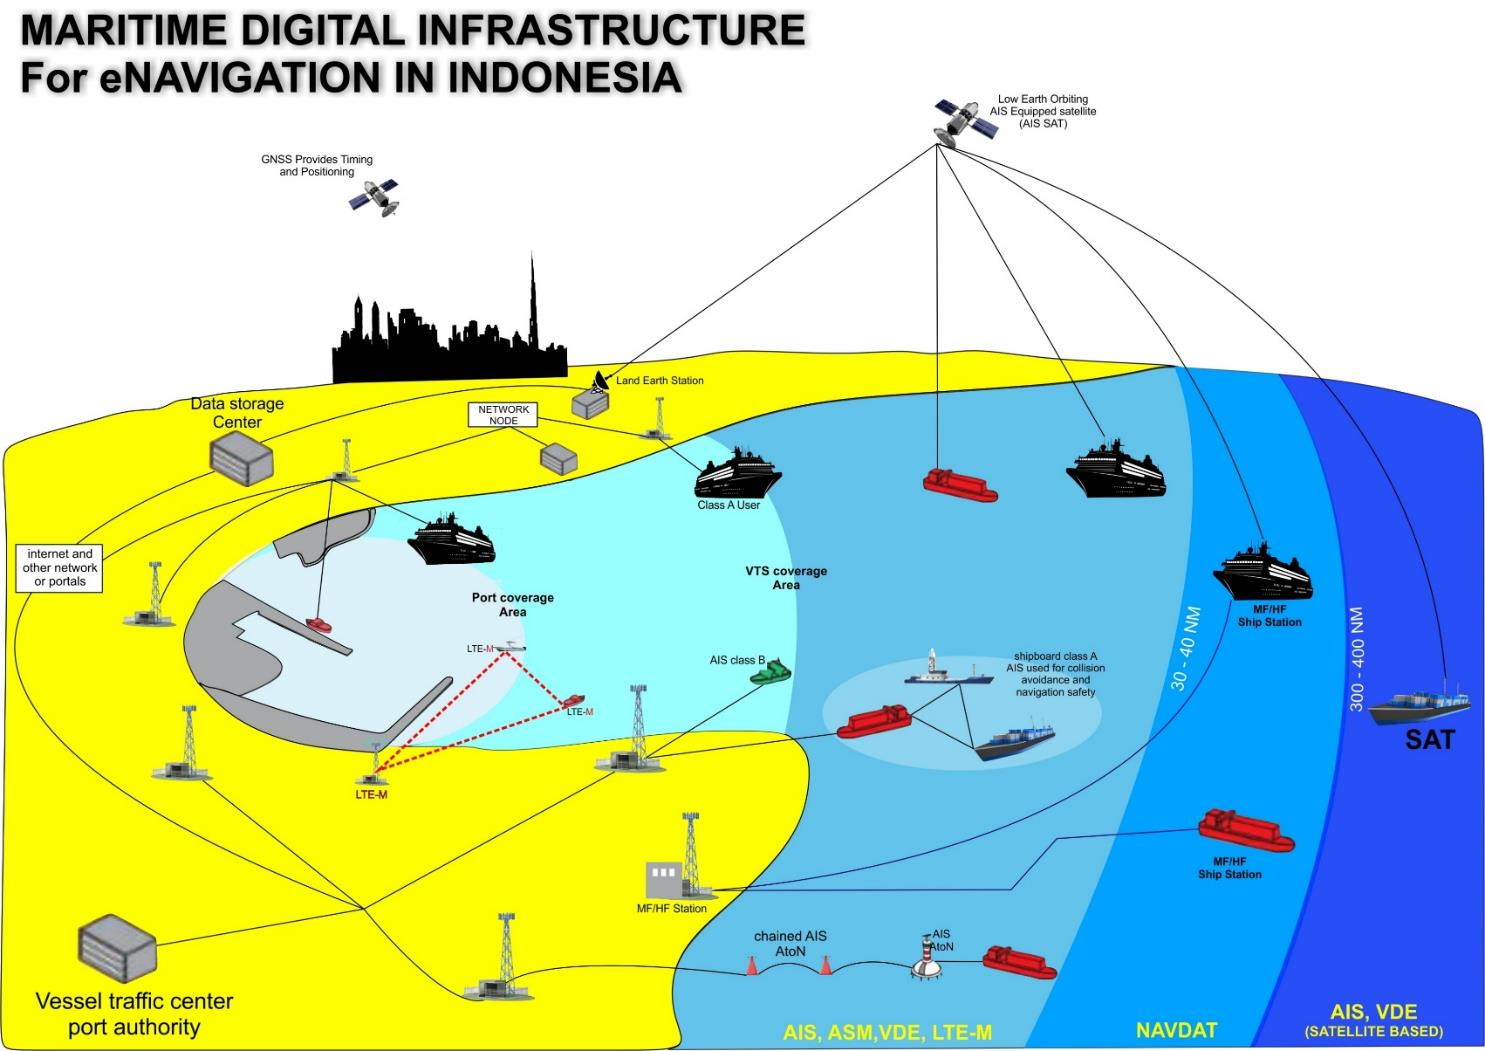 MARITIME DIGITAL INFRASTRUCTURE
For eNAVIGATION IN INDONESIA
Low Earth Orbiting
AIS Equipped satellite
(AIS SAT)
GNSS Provides Timing
and Positioning
Land Earth Station
Data storage
Center
NETWORK
NODE
Class A User
internet and
other network
or portals
VTS coverage
Area
Port coverage
Area
MF/HF
Ship Station
30 - 40 NM
300 - 400 NM
LTE-M
AIS class B
shipboard class A
AIS used for collision
avoidance and
navigation safety
LTE-M
SAT
LTE-M
MF/HF
Ship Station
MF/HF Station
chained AIS
AtoN
AIS
AtoN
Vessel traffic center
port authority
AIS, ASM,VDE, LTE-M
NAVDAT
AIS, VDE
(SATELLITE BASED)